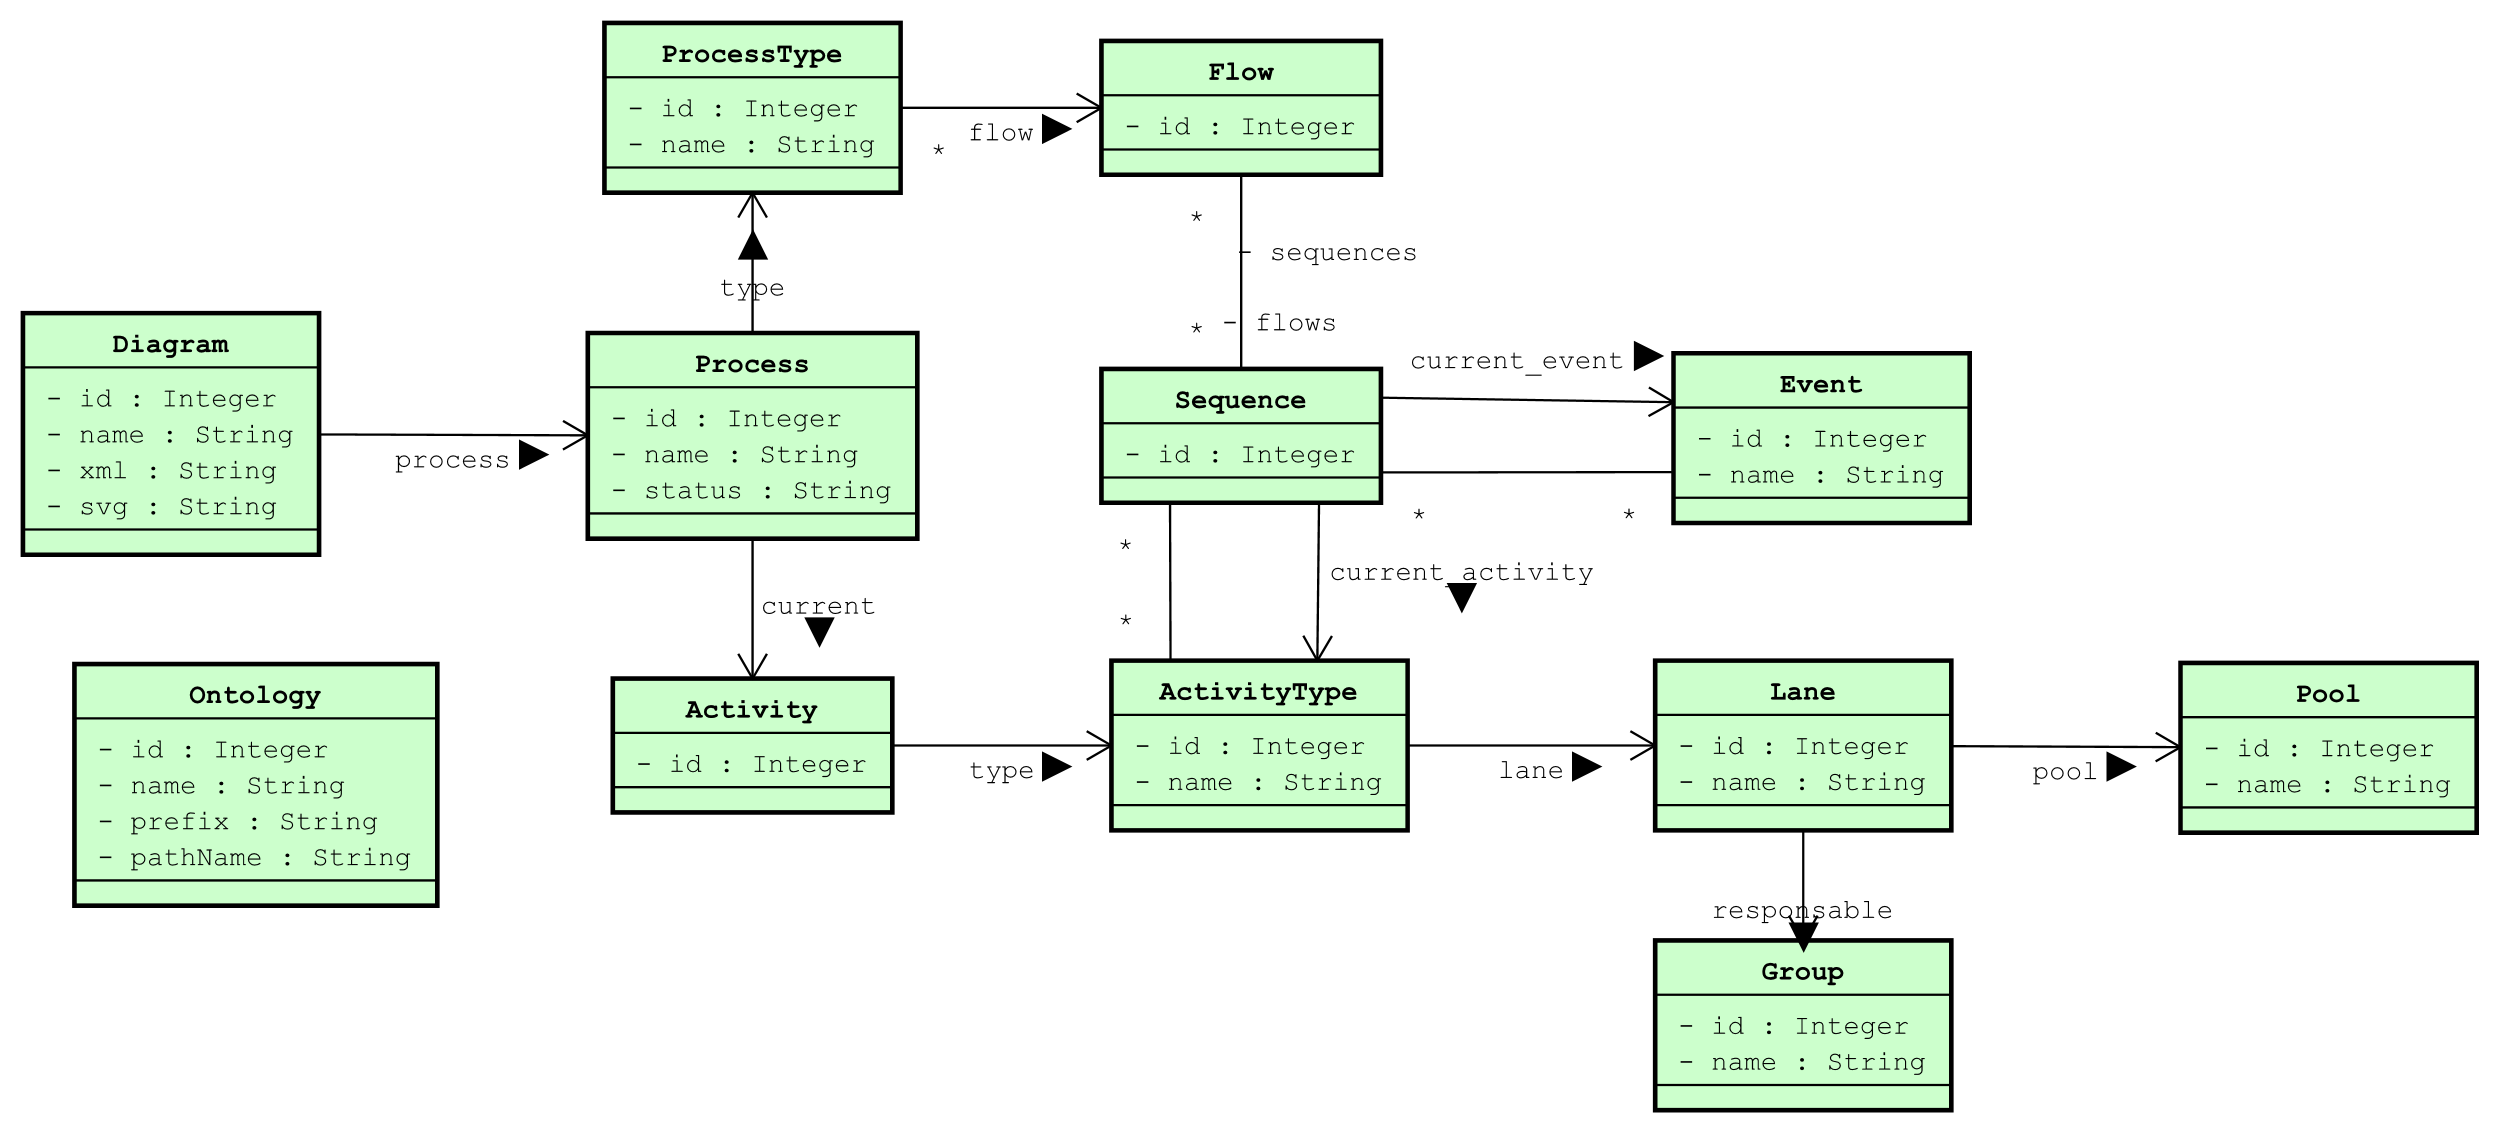 ProcessType
- id : Integer
- name : String
flow
*
Flow
- id : Integer
*
- sequences
- flows
*
type
Diagram
- id : Integer
- name : String
- xml : String
- svg : String
process
Process
- id : Integer
- name : String
- status : String
Sequence
- id : Integer
current_event
Event
- id : Integer
- name : String
*
*
*
*
current_activity
current
Ontology
- id : Integer
- name : String
- prefix : String
- pathName : String
Activity
- id : Integer
type
ActivityType
- id : Integer
- name : String
lane
Lane
- id : Integer
- name : String
pool
Pool
- id : Integer
- name : String
responsable
Group
- id : Integer
- name : String